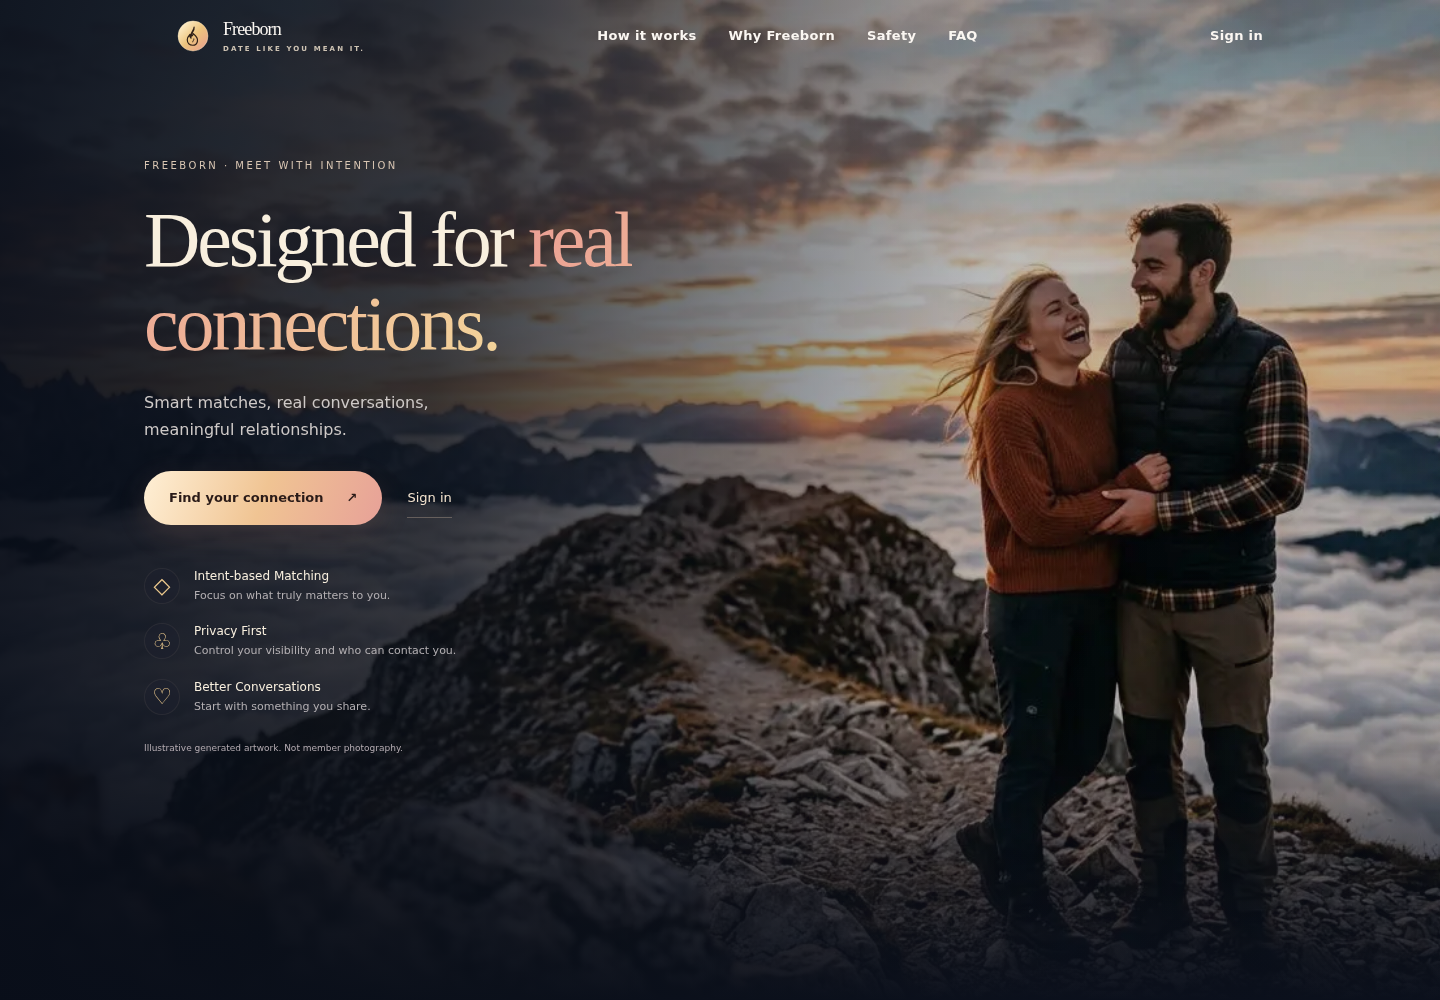 Freeborn
DATE LIKE YOU MEAN IT.
How it works
Why Freeborn
Safety
FAQ
Sign in
FREEBORN · MEET WITH INTENTION
Designed for real
connections.
Smart matches, real conversations,
meaningful relationships.
Find your connection ↗
Sign in
Intent-based Matching
Focus on what truly matters to you.
Privacy First
Control your visibility and who can contact you.
Better Conversations
Start with something you share.
Illustrative generated artwork. Not member photography.